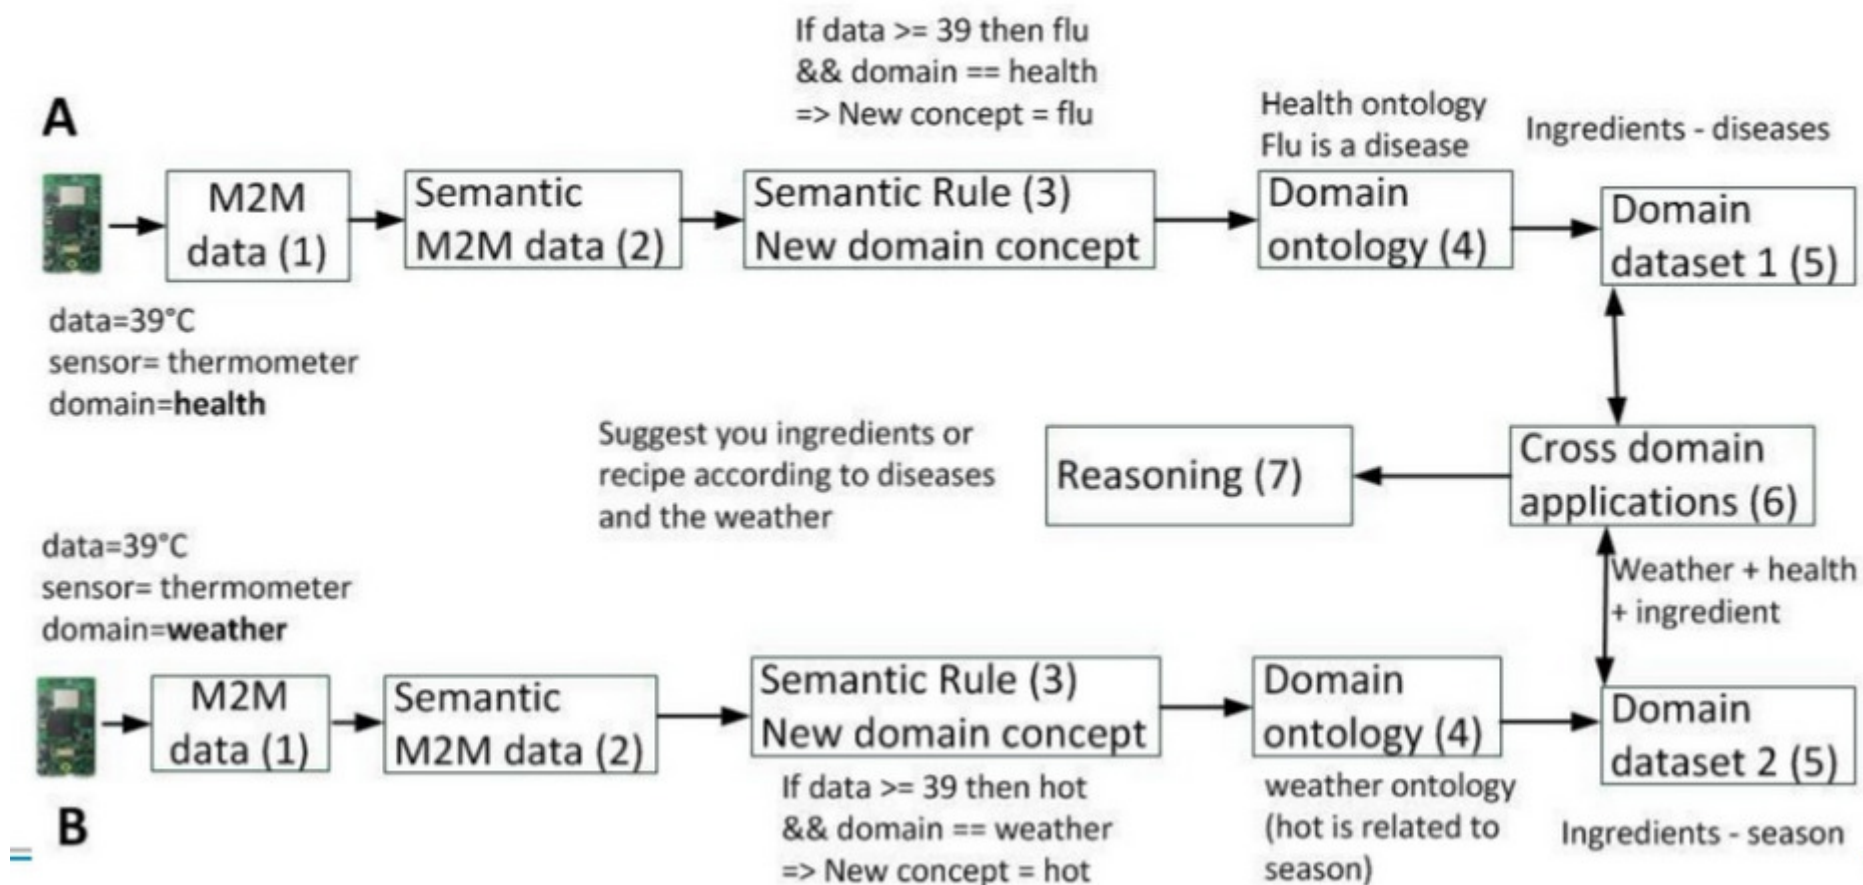 If data >= 39 then flu
&& domain == health
=> New concept = flu
A
Health ontology
Flu is a disease
Ingredients - diseases
M2M
data (1)
Semantic
M2M data (2)
Semantic Rule (3)
New domain concept
Domain
ontology (4)
Domain
dataset 1 (5)
data=39°C
sensor= thermometer
domain=health
Suggest you ingredients or
recipe according to diseases
and the weather
Reasoning (7)
Cross domain
applications (6)
Weather + health
+ ingredient
data=39°C
sensor= thermometer
domain=weather
M2M
data (1)
Semantic
M2M data (2)
Semantic Rule (3)
New domain concept
Domain
ontology (4)
Domain
dataset 2 (5)
B
If data >= 39 then hot
&& domain == weather
=> New concept = hot
weather ontology
(hot is related to
season)
Ingredients - season